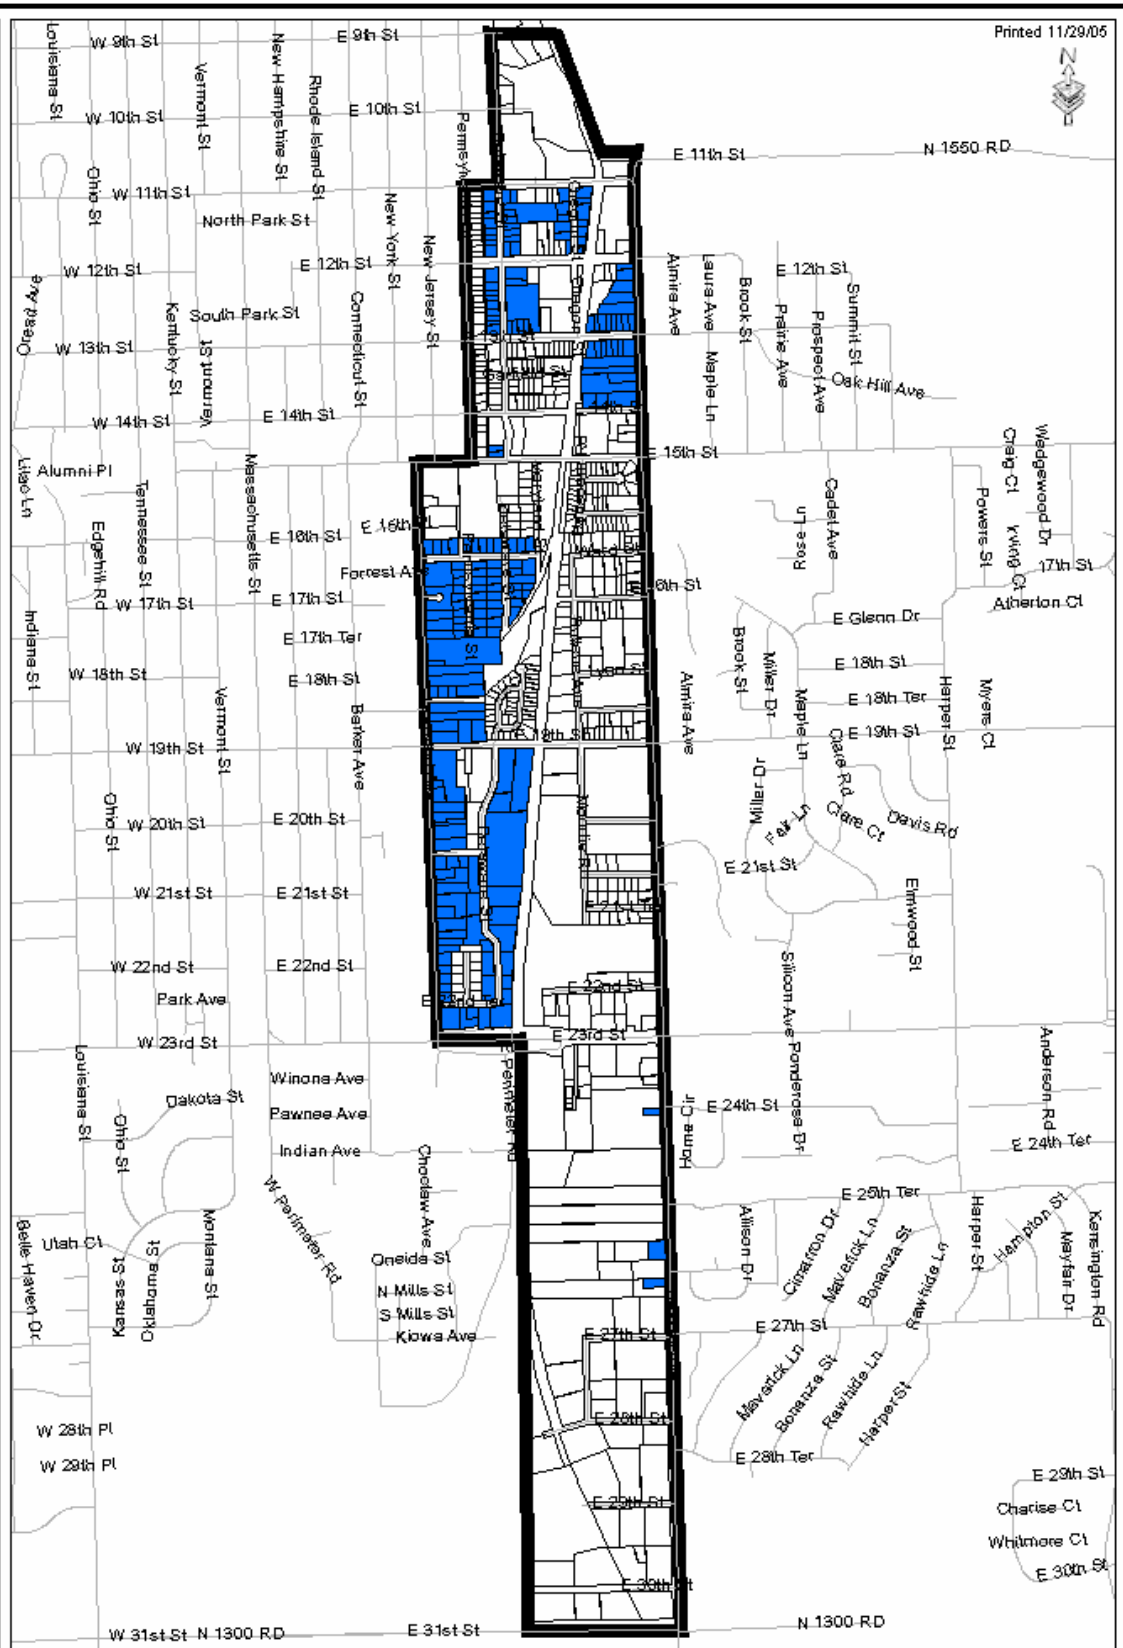 Printed 11/29/05
N
W 9th St
E 9th St
Louisiana St
Vermont St
New Hampshire St
Rhode Island St
W 10th St
E 10th St
E 11th St
N 1550 RD
Ohio St
W 11th St
North Park St
New York St
New Jersey St
W 12th St
E 12th St
Almira Ave
Laura Ave
Brook St
E 12th St
Summit St
Oread Ave
Kentucky St
South Park St
Connecticut St
Prairie Ave
Prospect Ave
W 13th St
Vermont St
Maple Ln
Oak Hill Ave
W 14th St
E 14th St
E 15th St
Craig Ct
Wedgewood Dr
Lilac Ln
Alumni Pl
Tennessee St
Massachusetts St
Cadet Ave
Powers St
Edgehill Rd
E 16th St
E 16th St
Rose Ln
Irving Ct
17th St
Ward St
Forrest Ave
W 17th St
E 17th St
Atherton Ct
Indiana St
E 17th Ter
E Glenn Dr
Brook St
Miller Dr
W 18th St
E 18th St
Lyon St
E 18th St
Almira Ave
Maple Ln
E 18th Ter
Harper St
Myers Ct
Vermont St
Barker Ave
W 19th St
E 19th St
E 19th St
Miller Dr
Clare Rd
Ohio St
W 20th St
E 20th St
Fair Ln
Clare Ct
Davis Rd
W 21st St
E 21st St
E 21st St
Elmwood St
W 22nd St
E 22nd St
E 22nd St
Park Ave
E 22nd Ter
Silicon Ave
W 23rd St
E 23rd St
Ponderosa Dr
Anderson Rd
Louisiana St
Winona Ave
E Perimeter Rd
Dakota St
Pawnee Ave
Home Cir
E 24th St
Ohio St
Indian Ave
Choctaw Ave
E 24th Ter
W Perimeter Rd
E 25th Ter
Belle Haven Dr
Utah Ct
Kansas St
Oklahoma St
Montana St
Oneida St
Allison Dr
Cimarron Dr
Maverick Ln
Bonanza St
Rawhide Ln
Harper St
Hampton St
Mayfair Dr
Kensington Rd
N Mills St
S Mills St
Kiowa Ave
E 27th St
E 27th St
Maverick Ln
Bonanza St
Rawhide Ln
Harper St
W 28th Pl
E 28th St
W 29th Pl
E 28th Ter
E 29th St
E 29th St
Charise Ct
Whitmore Ct
E 30th St
E 30th St
W 31st St
N 1300 RD
E 31st St
N 1300 RD